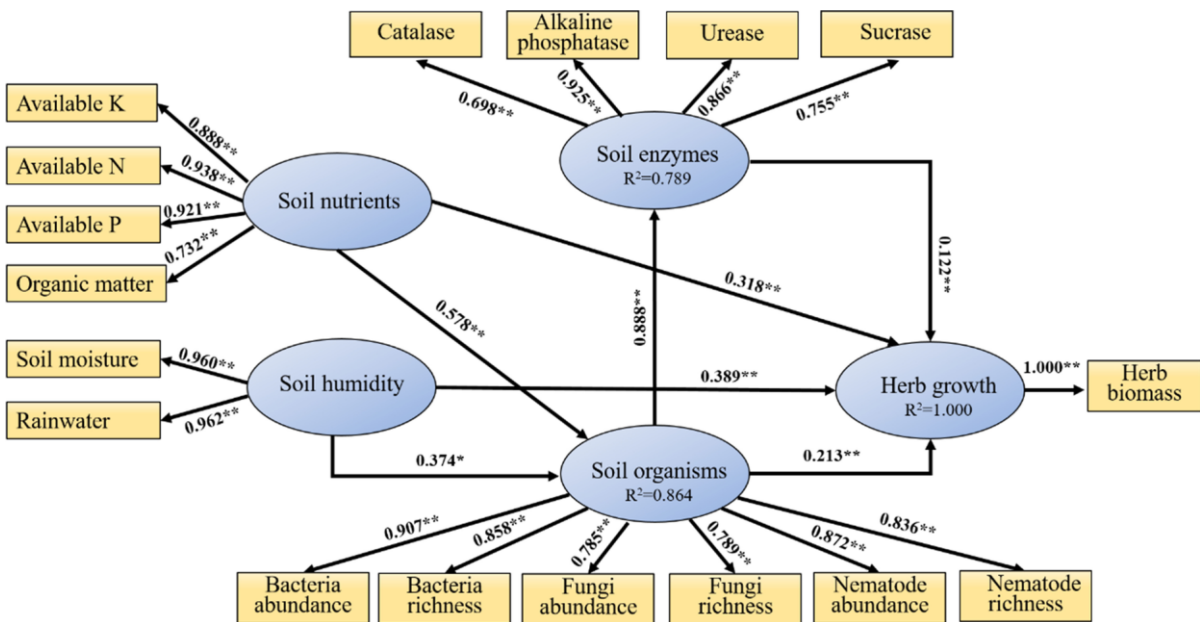 Catalase
Alkaline
phosphatase
Urease
Sucrase
0.698**
0.925**
0.866**
0.755**
Available K
Available N
Available P
Organic matter
0.888**
0.938**
0.921**
0.732**
Soil nutrients
Soil enzymes
R²=0.789
0.122**
0.318**
0.578**
0.888**
Soil moisture
Rainwater
0.960**
0.962**
Soil humidity
0.389**
Herb growth
R²=1.000
1.000**
Herb
biomass
0.374*
Soil organisms
R²=0.864
0.213**
0.907**
0.858**
0.785**
0.789**
0.872**
0.836**
Bacteria
abundance
Bacteria
richness
Fungi
abundance
Fungi
richness
Nematode
abundance
Nematode
richness